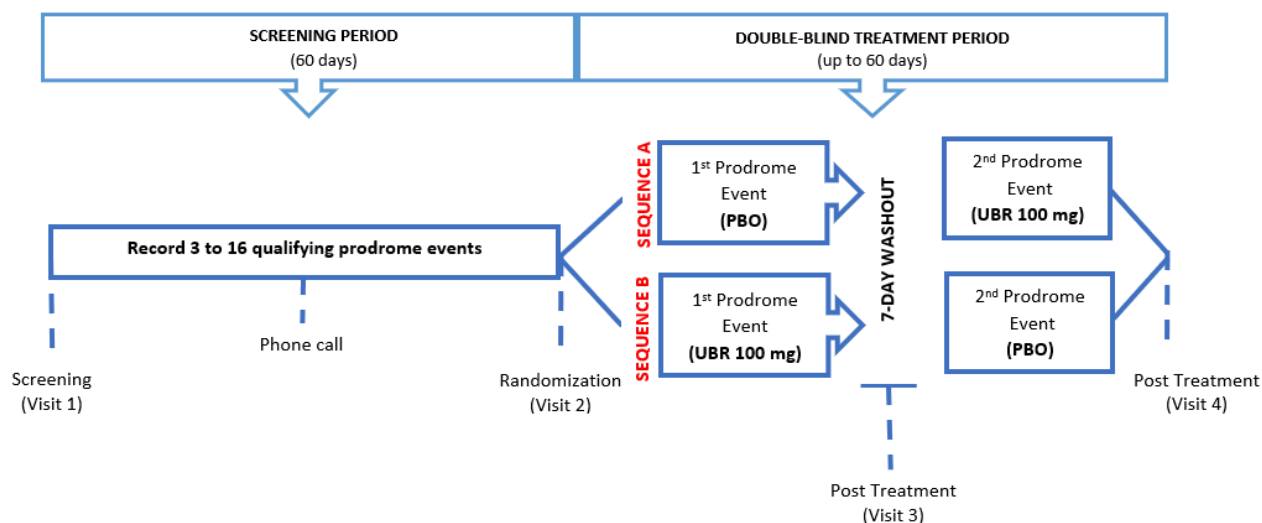 SCREENING PERIOD
(60 days)
DOUBLE-BLIND TREATMENT PERIOD
(up to 60 days)
Record 3 to 16 qualifying prodrome events
Phone call
Screening
(Visit 1)
Randomization
(Visit 2)
SEQUENCE A
1st Prodrome
Event
(PBO)
SEQUENCE B
1st Prodrome
Event
(UBR 100 mg)
7-DAY WASHOUT
2nd Prodrome
Event
(UBR 100 mg)
2nd Prodrome
Event
(PBO)
Post Treatment
(Visit 3)
Post Treatment
(Visit 4)